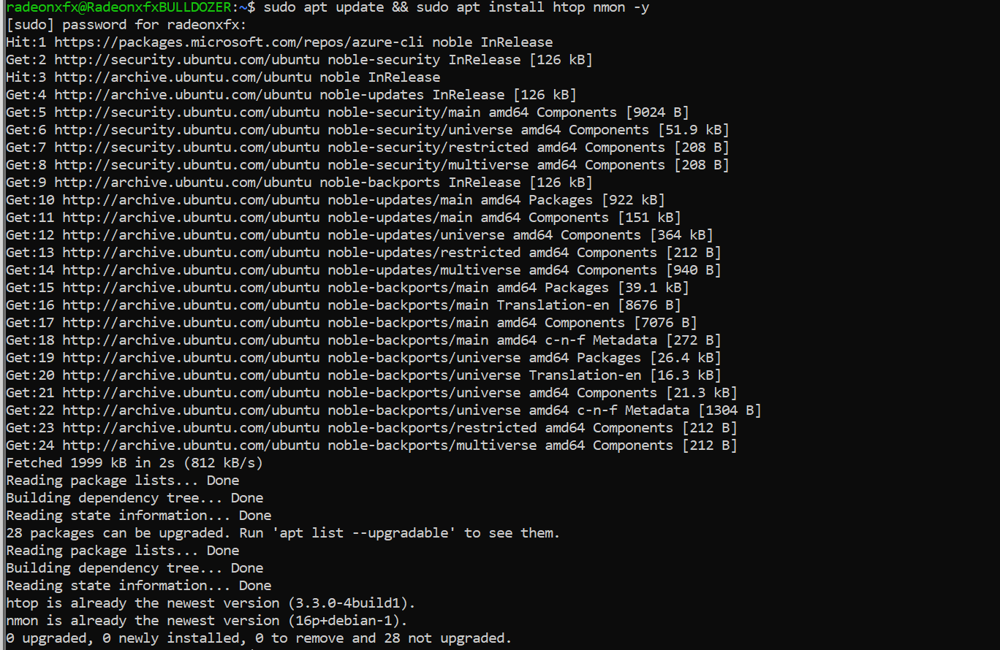 radeonxfx@RadeonxfxBULLDOZER:~$ sudo apt update && sudo apt install htop nmon -y
[sudo] password for radeonxfx:
Hit:1 https://packages.microsoft.com/repos/azure-cli noble InRelease
Get:2 http://security.ubuntu.com/ubuntu noble-security InRelease [126 kB]
Hit:3 http://archive.ubuntu.com/ubuntu noble InRelease
Get:4 http://archive.ubuntu.com/ubuntu noble-updates InRelease [126 kB]
Get:5 http://security.ubuntu.com/ubuntu noble-security/main amd64 Components [9024 B]
Get:6 http://security.ubuntu.com/ubuntu noble-security/universe amd64 Components [51.9 kB]
Get:7 http://security.ubuntu.com/ubuntu noble-security/restricted amd64 Components [208 B]
Get:8 http://security.ubuntu.com/ubuntu noble-security/multiverse amd64 Components [208 B]
Get:9 http://archive.ubuntu.com/ubuntu noble-backports InRelease [126 kB]
Get:10 http://archive.ubuntu.com/ubuntu noble-updates/main amd64 Packages [922 kB]
Get:11 http://archive.ubuntu.com/ubuntu noble-updates/main amd64 Components [151 kB]
Get:12 http://archive.ubuntu.com/ubuntu noble-updates/universe amd64 Components [364 kB]
Get:13 http://archive.ubuntu.com/ubuntu noble-updates/restricted amd64 Components [212 B]
Get:14 http://archive.ubuntu.com/ubuntu noble-updates/multiverse amd64 Components [940 B]
Get:15 http://archive.ubuntu.com/ubuntu noble-backports/main amd64 Packages [39.1 kB]
Get:16 http://archive.ubuntu.com/ubuntu noble-backports/main Translation-en [8676 B]
Get:17 http://archive.ubuntu.com/ubuntu noble-backports/main amd64 Components [7076 B]
Get:18 http://archive.ubuntu.com/ubuntu noble-backports/main amd64 c-n-f Metadata [272 B]
Get:19 http://archive.ubuntu.com/ubuntu noble-backports/universe amd64 Packages [26.4 kB]
Get:20 http://archive.ubuntu.com/ubuntu noble-backports/universe Translation-en [16.3 kB]
Get:21 http://archive.ubuntu.com/ubuntu noble-backports/universe amd64 Components [21.3 kB]
Get:22 http://archive.ubuntu.com/ubuntu noble-backports/universe amd64 c-n-f Metadata [1304 B]
Get:23 http://archive.ubuntu.com/ubuntu noble-backports/restricted amd64 Components [212 B]
Get:24 http://archive.ubuntu.com/ubuntu noble-backports/multiverse amd64 Components [212 B]
Fetched 1999 kB in 2s (812 kB/s)
Reading package lists... Done
Building dependency tree... Done
Reading state information... Done
28 packages can be upgraded. Run 'apt list --upgradable' to see them.
Reading package lists... Done
Building dependency tree... Done
Reading state information... Done
htop is already the newest version (3.3.0-4build1).
nmon is already the newest version (16p+debian-1).
0 upgraded, 0 newly installed, 0 to remove and 28 not upgraded.